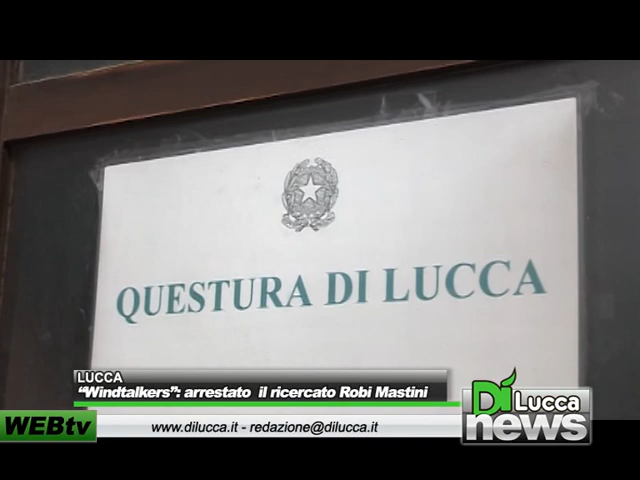 QUESTURA DI LUCCA
LUCCA
“Windtalkers”: arrestato il ricercato Robi Mastini
Di Lucca
news
WEBtv
www.dilucca.it - redazione@dilucca.it